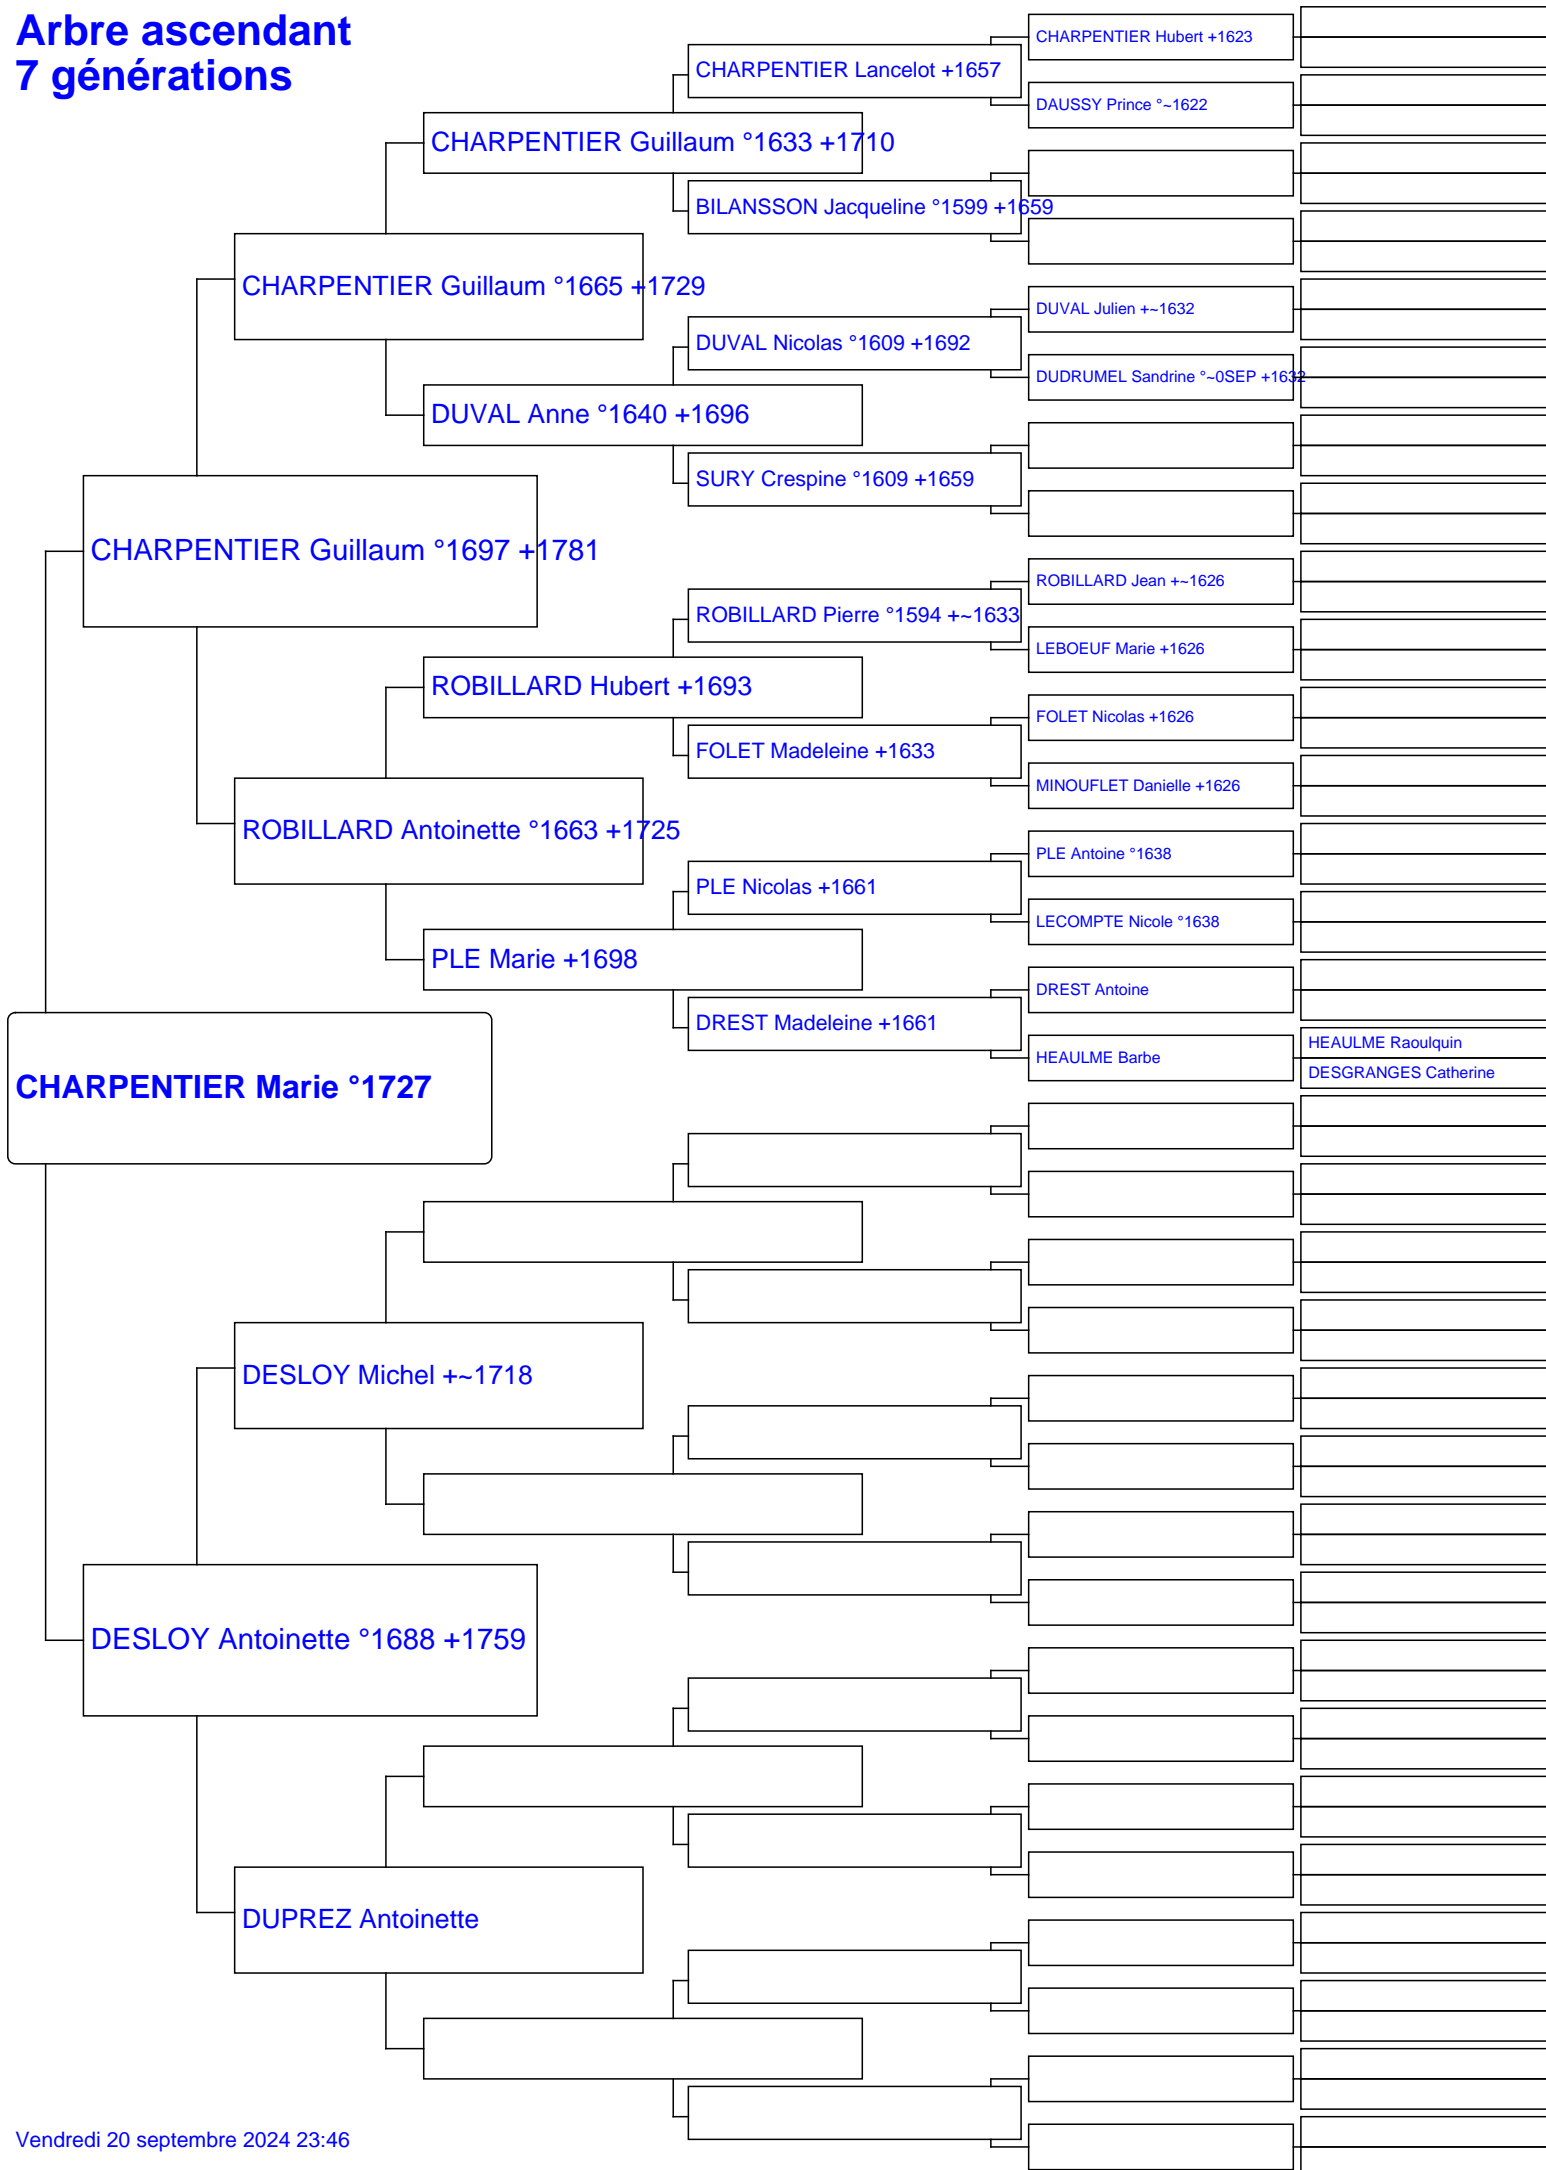 Arbre ascendant
7 générations
CHARPENTIER Hubert +1623
CHARPENTIER Lancelot +1657
DAUSSY Prince °~1622
CHARPENTIER Guillaum °1633 +1710
BILANSSON Jacqueline °1599 +1659
CHARPENTIER Guillaum °1665 +1729
DUVAL Julien +~1632
DUVAL Nicolas °1609 +1692
DUDRUMEL Sandrine °~0SEP +1632
DUVAL Anne °1640 +1696
SURY Crespine °1609 +1659
CHARPENTIER Guillaum °1697 +1781
ROBILLARD Jean +~1626
ROBILLARD Pierre °1594 +~1633
LEBOEUF Marie +1626
ROBILLARD Hubert +1693
FOLET Nicolas +1626
FOLET Madeleine +1633
MINOUFLET Danielle +1626
ROBILLARD Antoinette °1663 +1725
PLE Antoine °1638
PLE Nicolas +1661
LECOMPTE Nicole °1638
PLE Marie +1698
DREST Antoine
DREST Madeleine +1661
HEAULME Raoulquin
HEAULME Barbe
DESGRANGES Catherine
CHARPENTIER Marie °1727
DESLOY Michel +~1718
DESLOY Antoinette °1688 +1759
DUPREZ Antoinette
Vendredi 20 septembre 2024 23:46